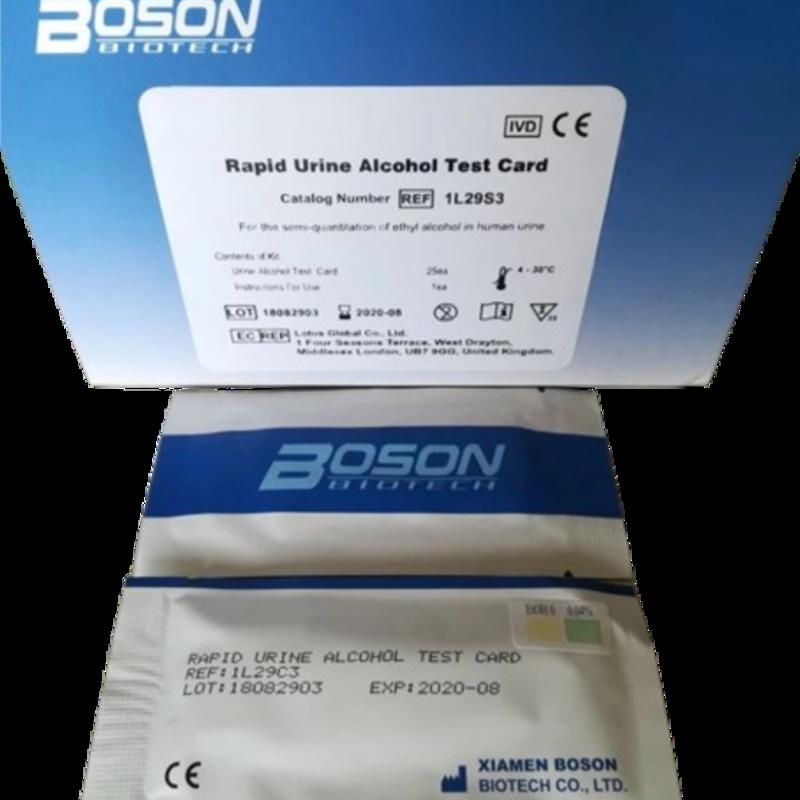 BOSON
BIOTECH
IVD CE
Rapid Urine Alcohol Test Card
Catalog Number REF 1L29S3
For the semi-quantitation of ethyl alcohol in human urine
Contents of Kit:
Urine Alcohol Test Card 25ea 4 - 30°C
Instructions For Use 1ea
LOT 18082903 2020-08 2 25
EC REP Lotus Global Co., Ltd.
1 Four Seasons Terrace, West Drayton,
Middlesex London, UB7 9GG, United Kingdom
BOSON
BIOTECH
EtOH 0 0.04%
RAPID URINE ALCOHOL TEST CARD
REF:1L29C3
LOT:18082903 EXP:2020-08
CE
XIAMEN BOSON
BIOTECH CO., LTD.